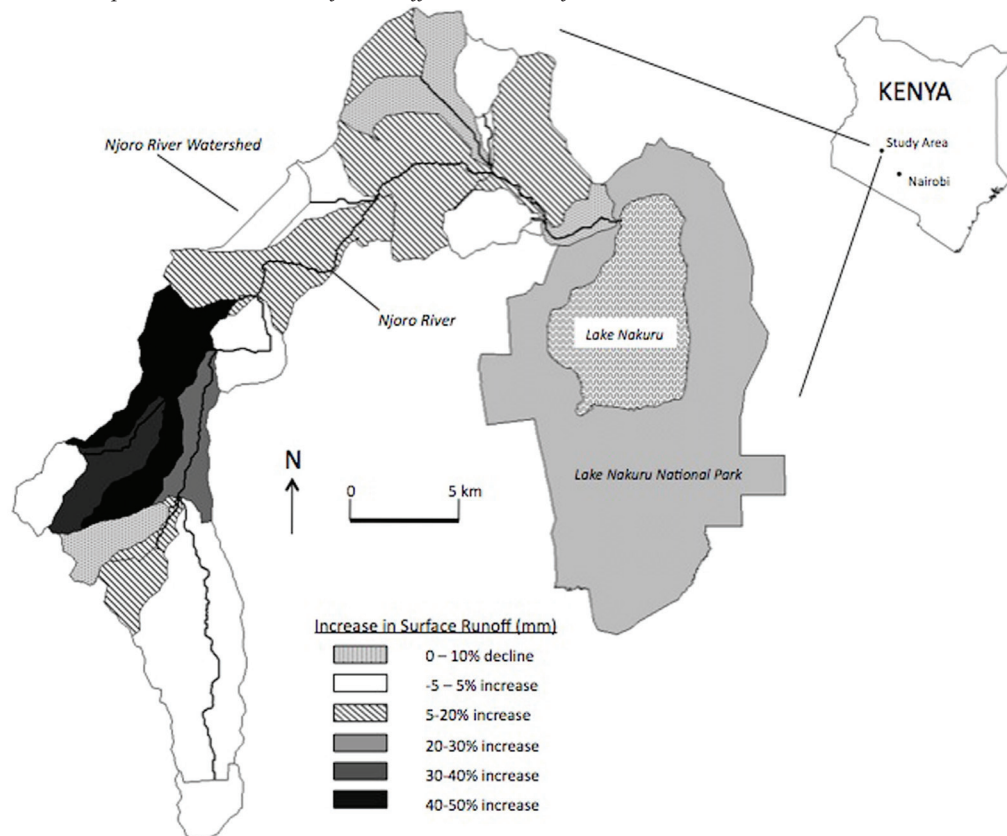 KENYA
Study Area
Nairobi
Njoro River Watershed
Njoro River
Lake Nakuru
Lake Nakuru National Park
N
0 5 km
Increase in Surface Runoff (mm)
0 – 10% decline
-5 – 5% increase
5-20% increase
20-30% increase
30-40% increase
40-50% increase